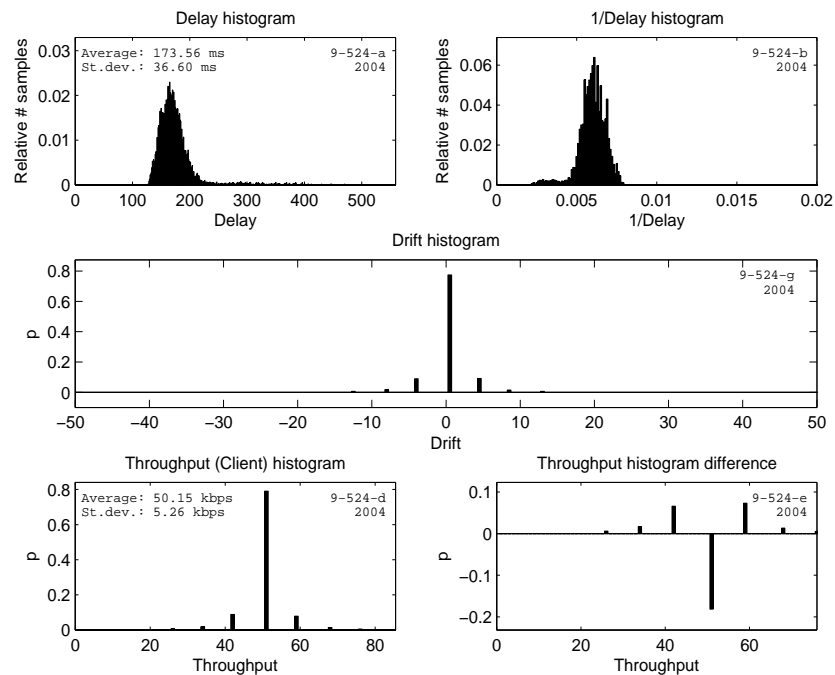 Delay histogram
1/Delay histogram
Relative # samples
0.03
0.02
0.01
0
Average: 173.56 ms
St.dev.: 36.60 ms
9-524-a
2004
0 100 200 300 400 500
Delay
Relative # samples
0.06
0.04
0.02
0
9-524-b
2004
0 0.005 0.01 0.015 0.02
1/Delay
Drift histogram
p
0.8
0.6
0.4
0.2
0
9-524-g
2004
−50 −40 −30 −20 −10 0 10 20 30 40 50
Drift
Throughput (Client) histogram
Throughput histogram difference
p
0.8
0.6
0.4
0.2
0
Average: 50.15 kbps
St.dev.: 5.26 kbps
9-524-d
2004
0 20 40 60 80
Throughput
p
0.1
0
−0.1
−0.2
9-524-e
2004
0 20 40 60
Throughput